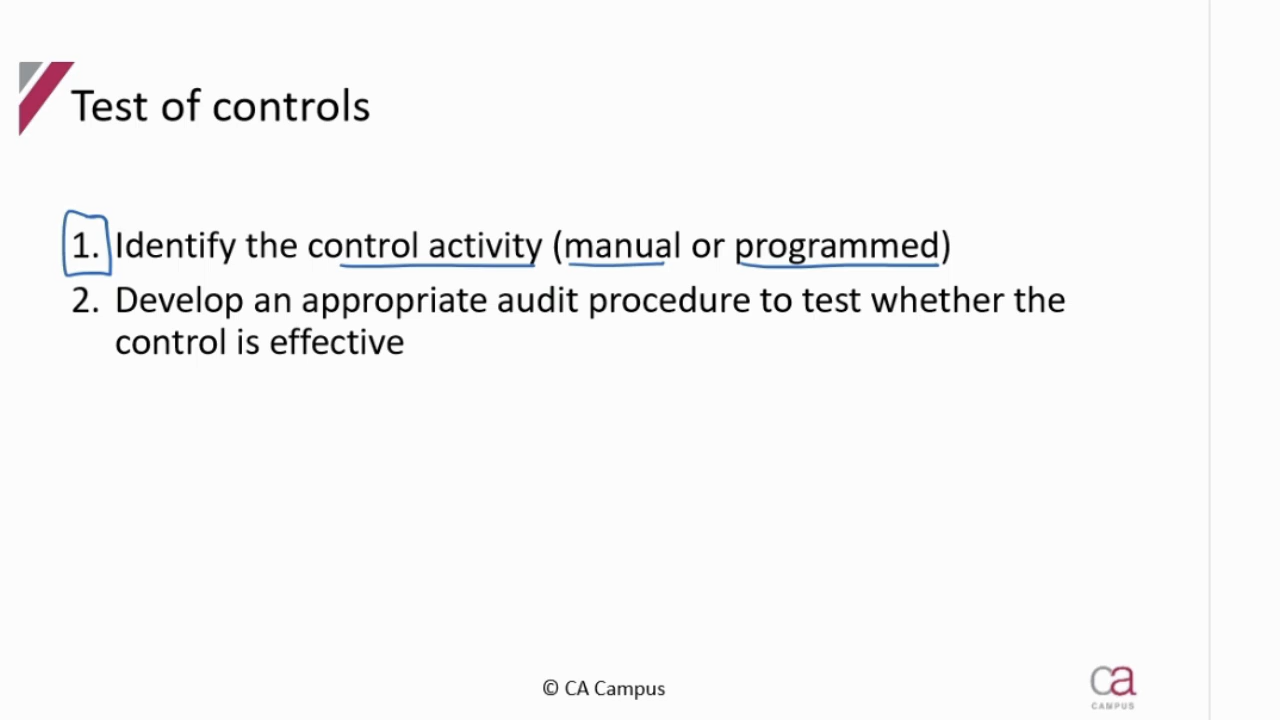 Test of controls
1. Identify the control activity (manual or programmed)
2. Develop an appropriate audit procedure to test whether the
control is effective
© CA Campus
ca
CAMPUS